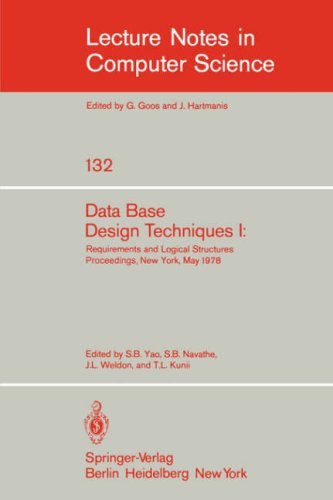 Lecture Notes in
Computer Science
Edited by G. Goos and J. Hartmanis
132
Data Base
Design Techniques I:
Requirements and Logical Structures
Proceedings, New York, May 1978
Edited by S.B. Yao, S.B. Navathe,
J.L. Weldon, and T.L. Kunii
Springer-Verlag
Berlin Heidelberg New York